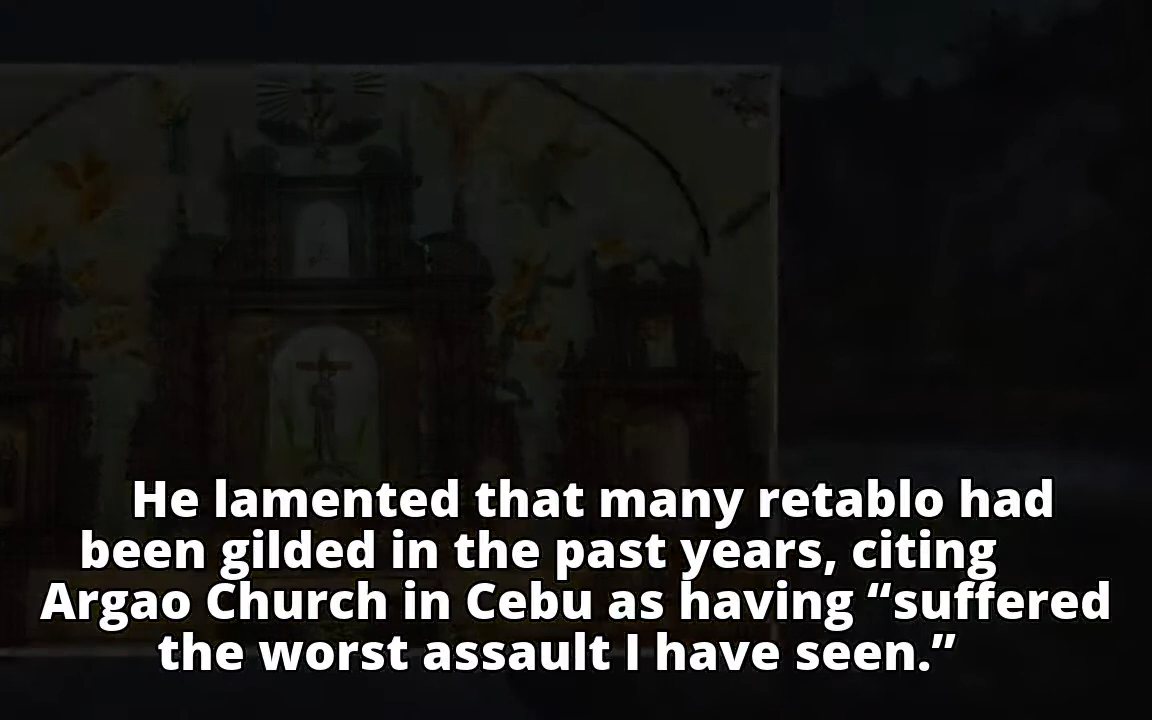 He lamented that many retablo had
been gilded in the past years, citing
Argao Church in Cebu as having “suffered
the worst assault I have seen.”